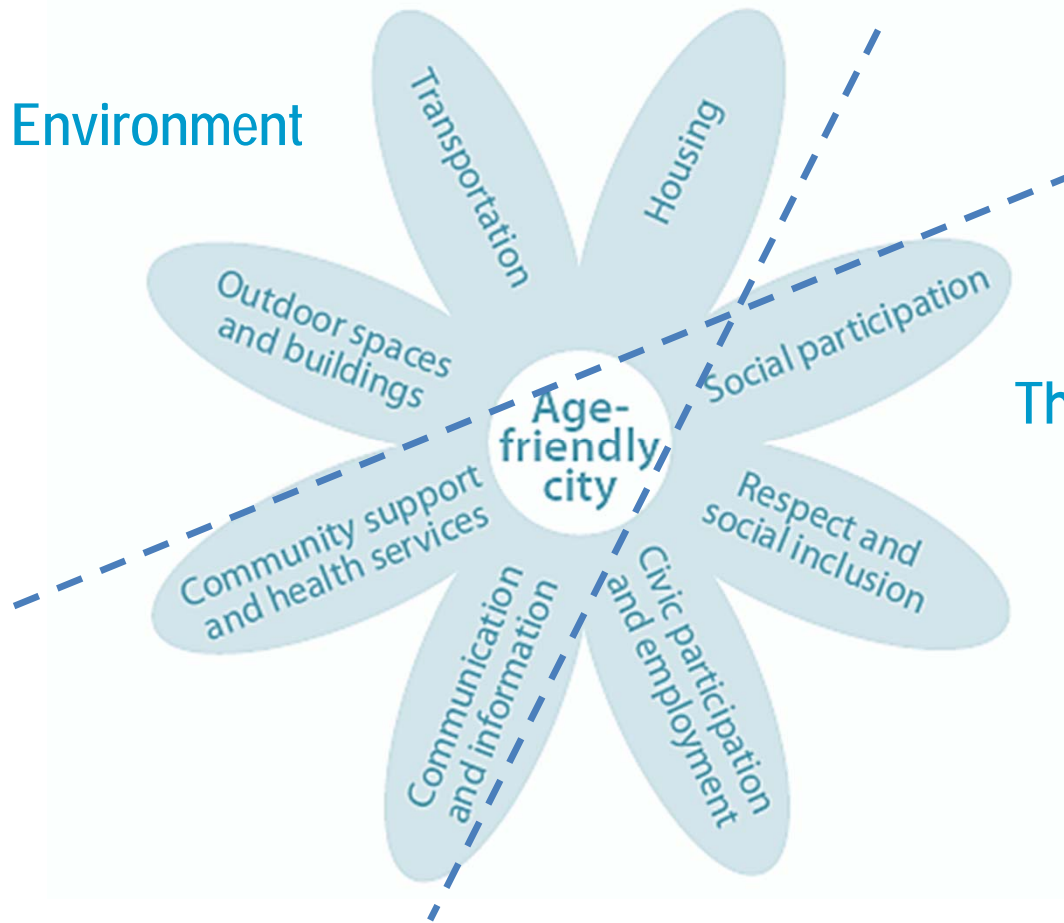 Environment
Transportation
Housing
Outdoor spaces
and buildings
Social participation
Th
Age-
friendly
city
Community support
and health services
Respect and
social inclusion
Communication
and information
Civic participation
and employment